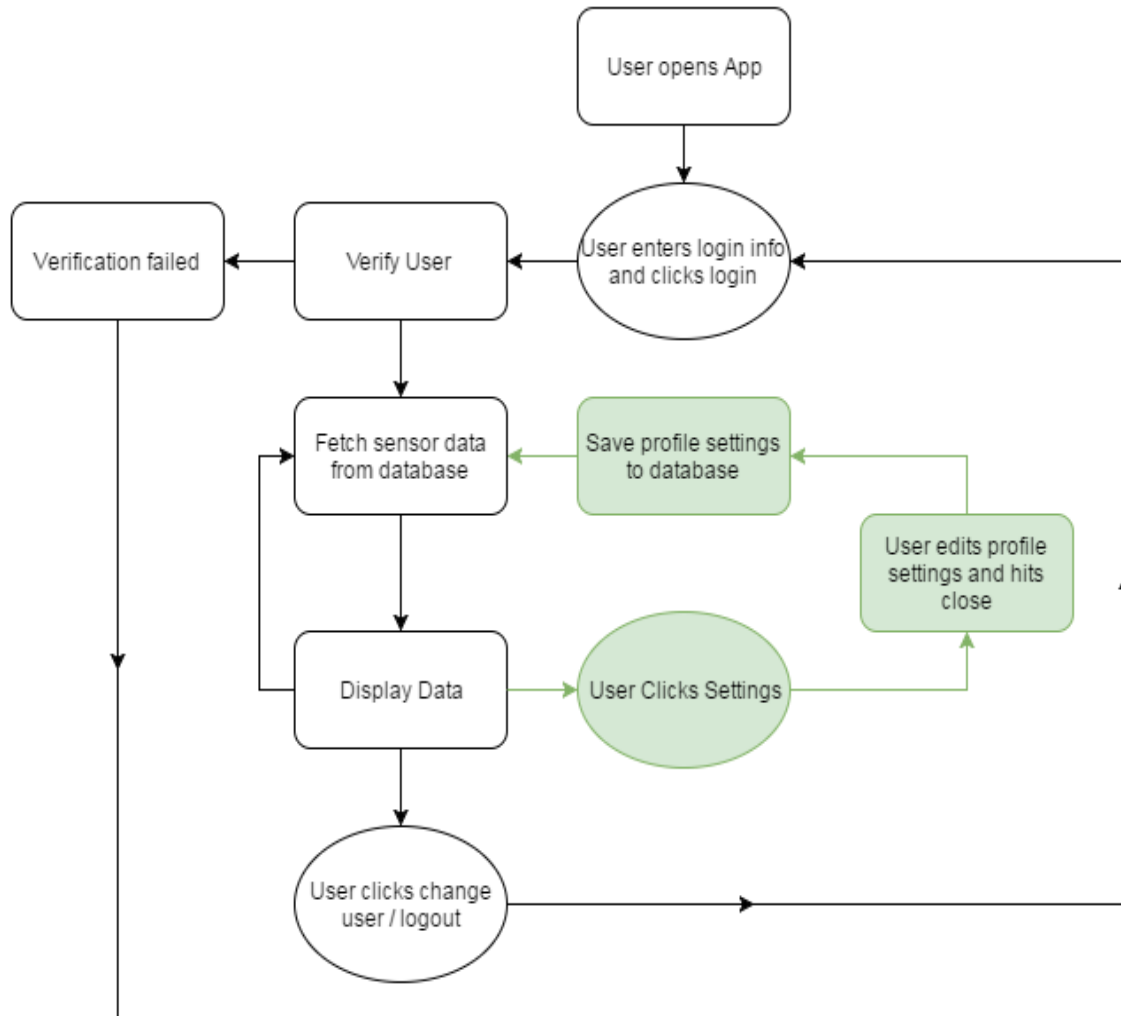 User opens App
User enters login info
and clicks login
Verify User
Verification failed
Fetch sensor data
from database
Save profile settings
to database
User edits profile
settings and hits
close
Display Data
User Clicks Settings
User clicks change
user / logout